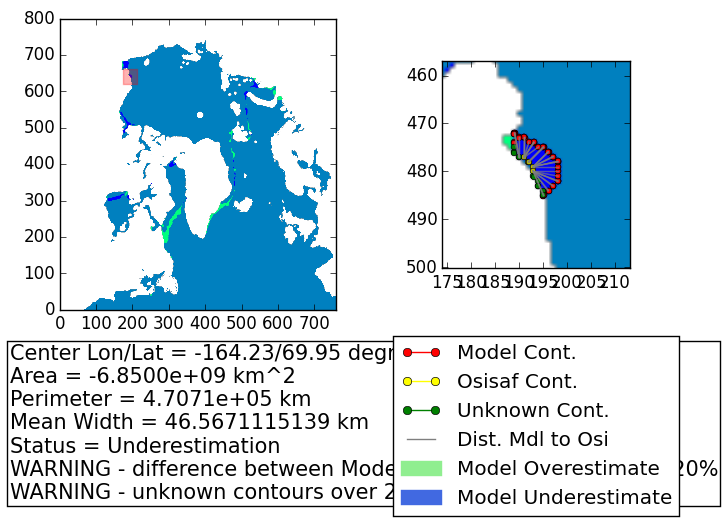 800
700
600
500
400
300
200
100
0
0 100 200 300 400 500 600 700
460
470
480
490
500
175 180 185 190 195 200 205 210
Center Lon/Lat = -164.23/69.95 degr
Area = -6.8500e+09 km^2
Perimeter = 4.7071e+05 km
Mean Width = 46.5671115139 km
Status = Underestimation
WARNING - difference between Mode 20%
WARNING - unknown contours over 2
Model Cont.
Osisaf Cont.
Unknown Cont.
Dist. Mdl to Osi
Model Overestimate
Model Underestimate